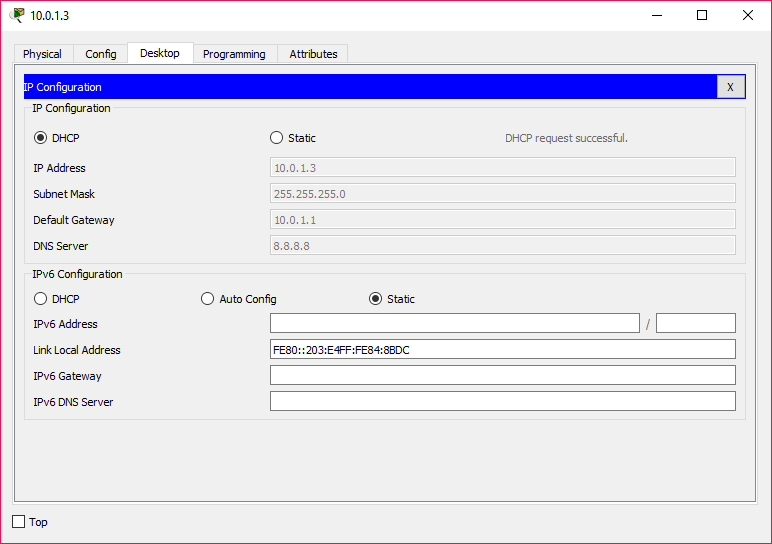 10.0.1.3
Physical Config Desktop Programming Attributes
IP Configuration X
IP Configuration
DHCP Static DHCP request successful.
IP Address 10.0.1.3
Subnet Mask 255.255.255.0
Default Gateway 10.0.1.1
DNS Server 8.8.8.8
IPv6 Configuration
DHCP Auto Config Static
IPv6 Address /
Link Local Address FE80::203:E4FF:FE84:8BDC
IPv6 Gateway
IPv6 DNS Server
Top